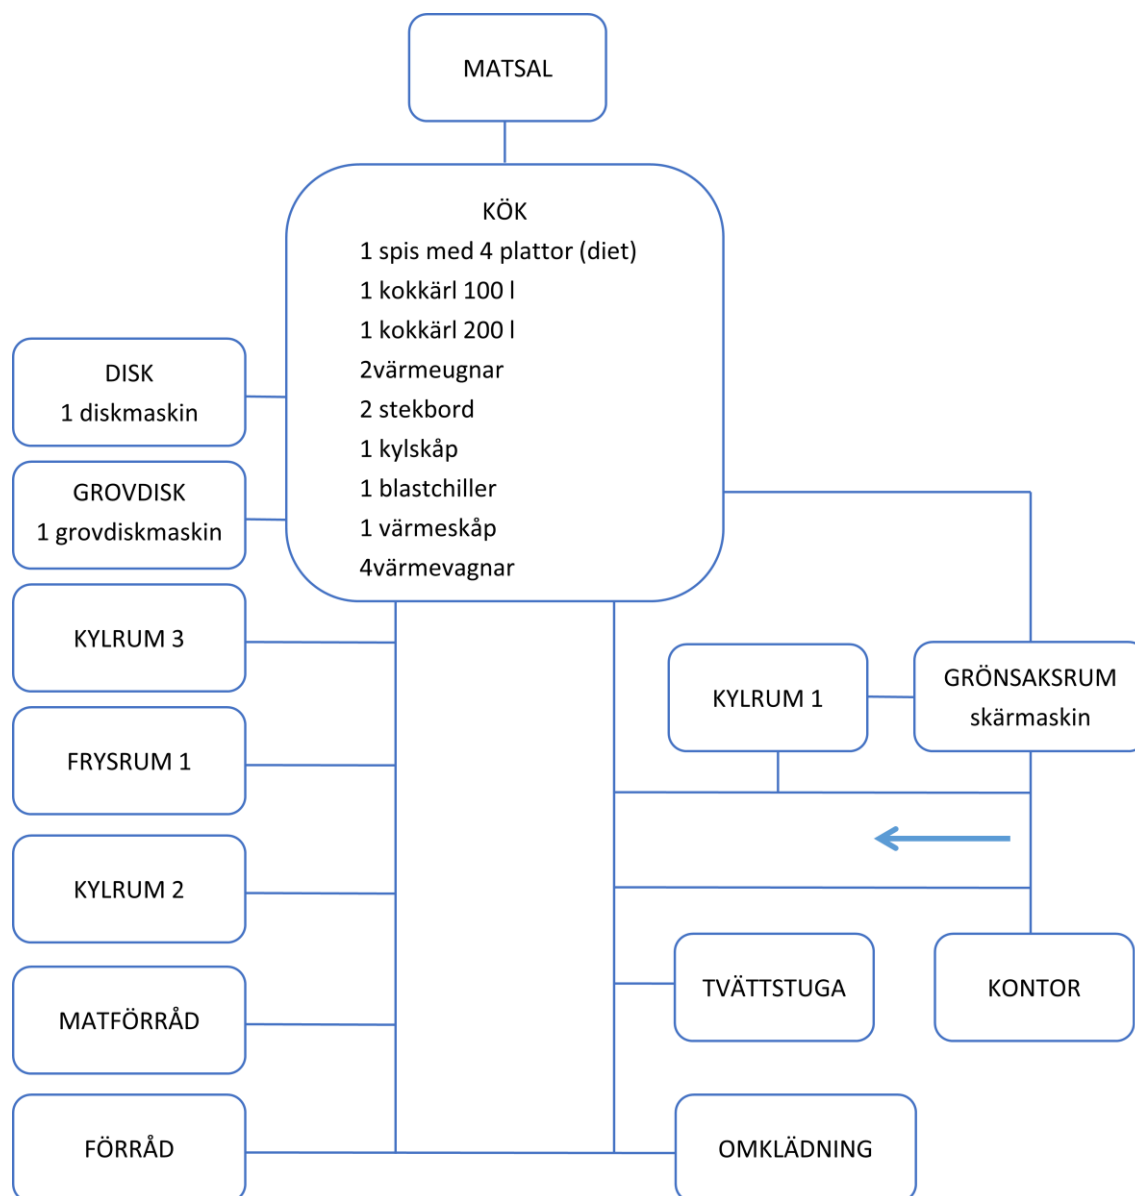 MATSAL
KÖK
1 spis med 4 plattor (diet)
1 kokkärl 100 l
1 kokkärl 200 l
2värmeugnar
2 stekbord
1 kylskåp
1 blastchiller
1 värmeskåp
4värmevagnar
DISK
1 diskmaskin
GROVDISK
1 grovdiskmaskin
KYLRUM 3
FRYSRUM 1
KYLRUM 2
MATFÖRRÅD
FÖRRÅD
KYLRUM 1
GRÖNSAKSRUM
skärmaskin
TVÄTTSTUGA
KONTOR
OMKLÄDNING